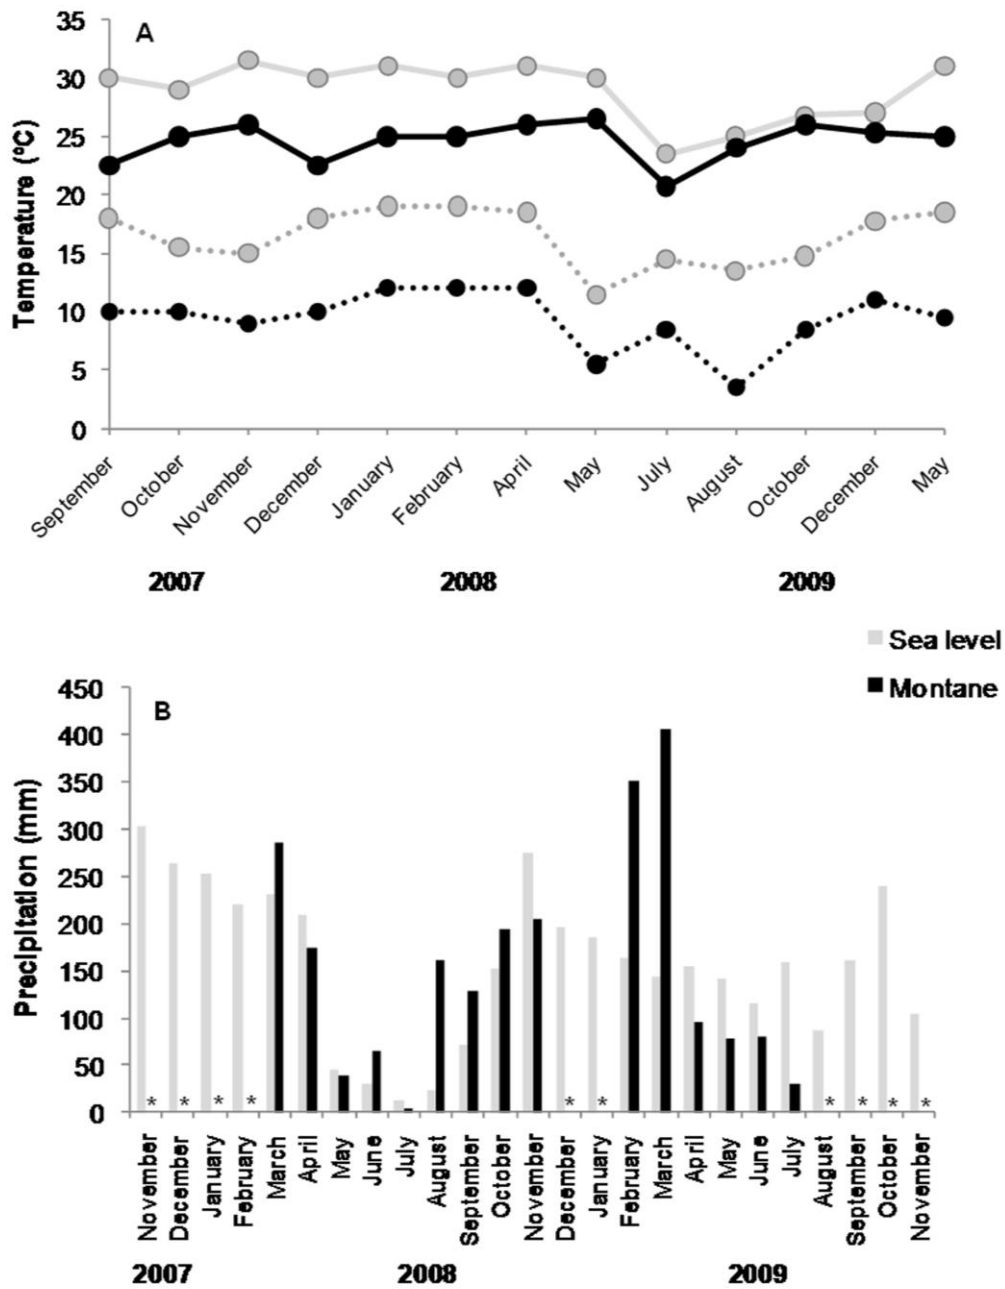 A
35
30
25
20
15
10
5
0
Temperature (ºC)
September
October
November
December
January
February
April
May
July
August
October
December
May
2007 2008 2009
Sea level
Montane
B
450
400
350
300
250
200
150
100
50
0
Precipitation (mm)
* * * * * * * * * *
November
December
January
February
March
April
May
June
July
August
September
October
November
December
January
February
March
April
May
June
July
August
September
October
November
2007 2008 2009